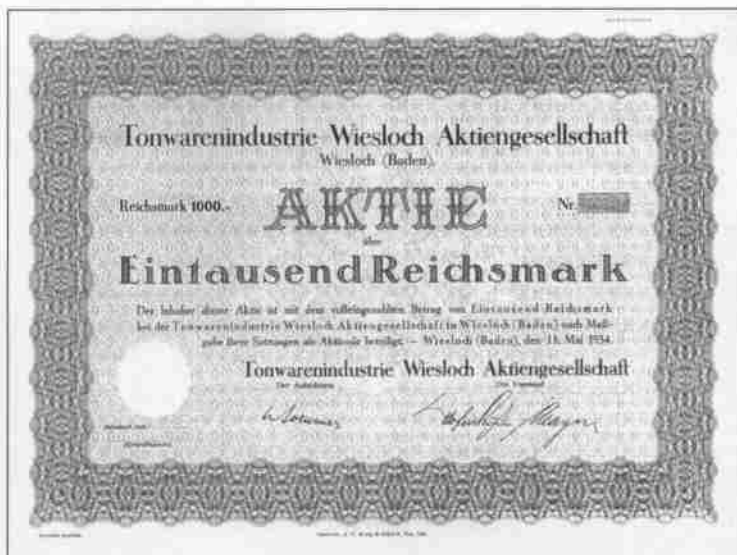 Tonwarenindustrie Wiesloch Aktiengesellschaft
Wiesloch (Baden).
Reichsmark 1000.- AKTIE Nr.
über
Eintausend Reichsmark
Der Inhaber dieser Aktie ist mit dem volleingezahlten Betrag von Eintausend Reichsmark
bei der Tonwarenindustrie Wiesloch Aktiengesellschaft in Wiesloch (Baden) nach Maß-
gabe ihrer Satzungen als Aktionär beteiligt. — Wiesloch (Baden), den 11. Mai 1934.
Tonwarenindustrie Wiesloch Aktiengesellschaft
Der Aufsichtsrat Der Vorstand